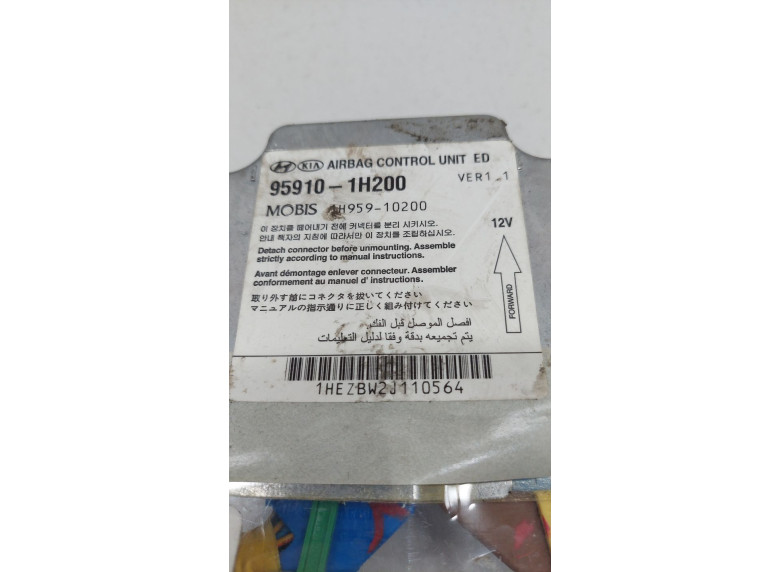 HYUNDAI KIA AIRBAG CONTROL UNIT ED
95910-1H200 VER1.1
MOBIS 1H959-10200
이 장치를 떼어내기 전에 커넥터를 분리 시키시오.
안내 책자의 지침에 따라서만 이 장치를 조립하십시오.
12V
Detach connector before unmounting. Assemble
strictly according to manual instructions.
Avant démontage enlever connecteur. Assembler
conformement au manuel d' instructions.
FORWARD
取り外す前にコネクタを抜いてください
マニュアルの指示通りに正しく組み付けてください
افصل الموصل قبل الفك.
يتم تجميعه بدقة وفقا لدليل التعليمات
1HEZBW2J110564